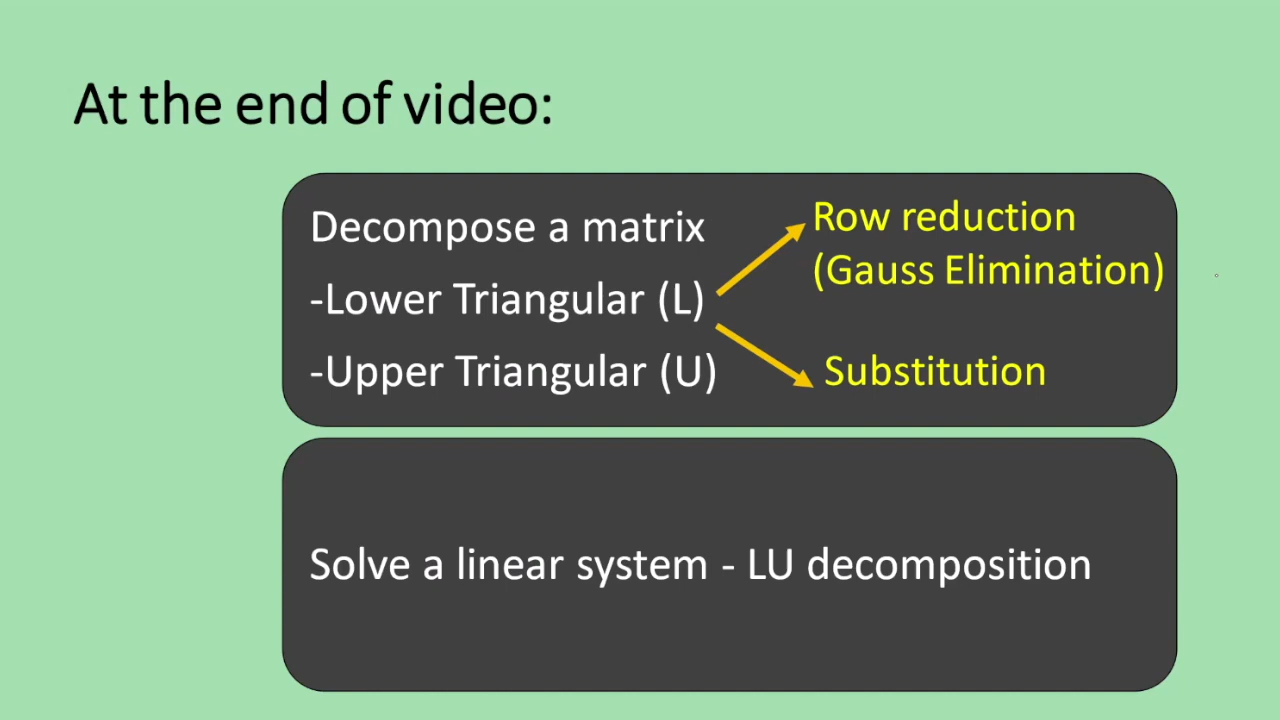 At the end of video:
Decompose a matrix
-Lower Triangular (L)
-Upper Triangular (U)
Row reduction
(Gauss Elimination)
Substitution
Solve a linear system - LU decomposition